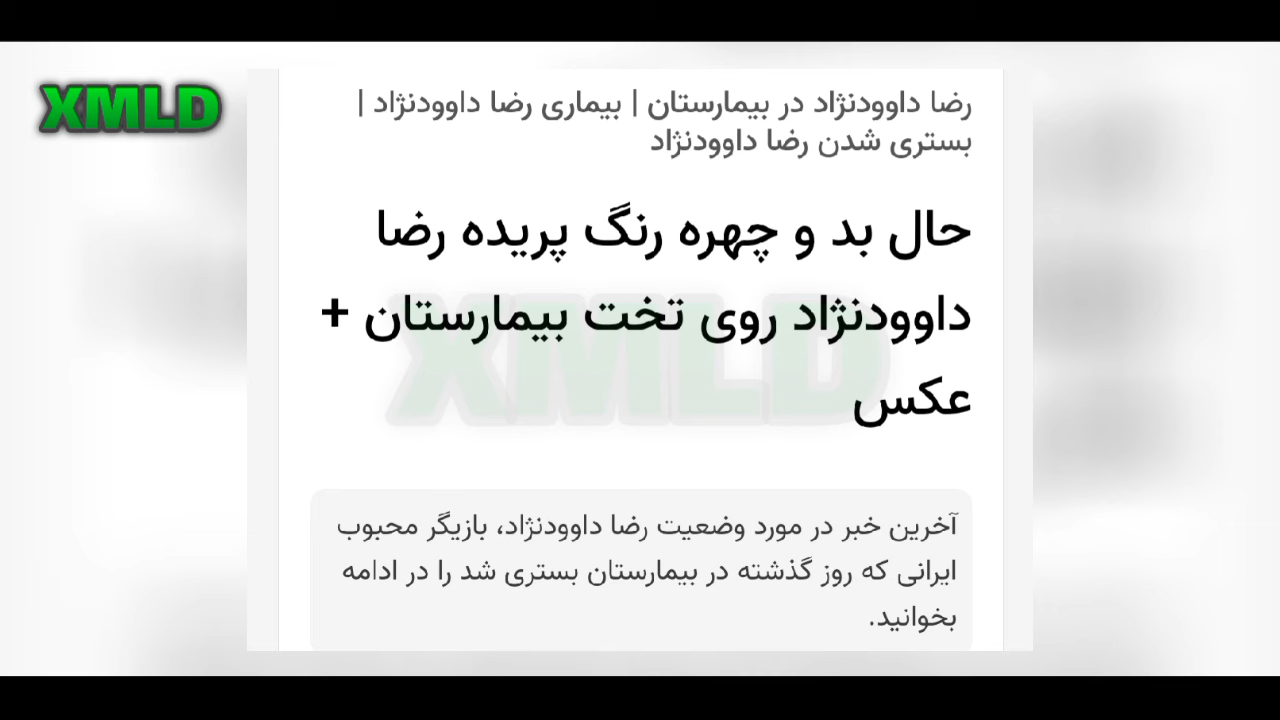 XMLD
رضا داوودنژاد در بیمارستان | بیماری رضا داوودنژاد |
بستری شدن رضا داوودنژاد
حال بد و چهره رنگ پریده رضا
داوودنژاد روی تخت بیمارستان +
عکس
XMLD
آخرین خبر در مورد وضعیت رضا داوودنژاد، بازیگر محبوب
ایرانی که روز گذشته در بیمارستان بستری شد را در ادامه
بخوانید.